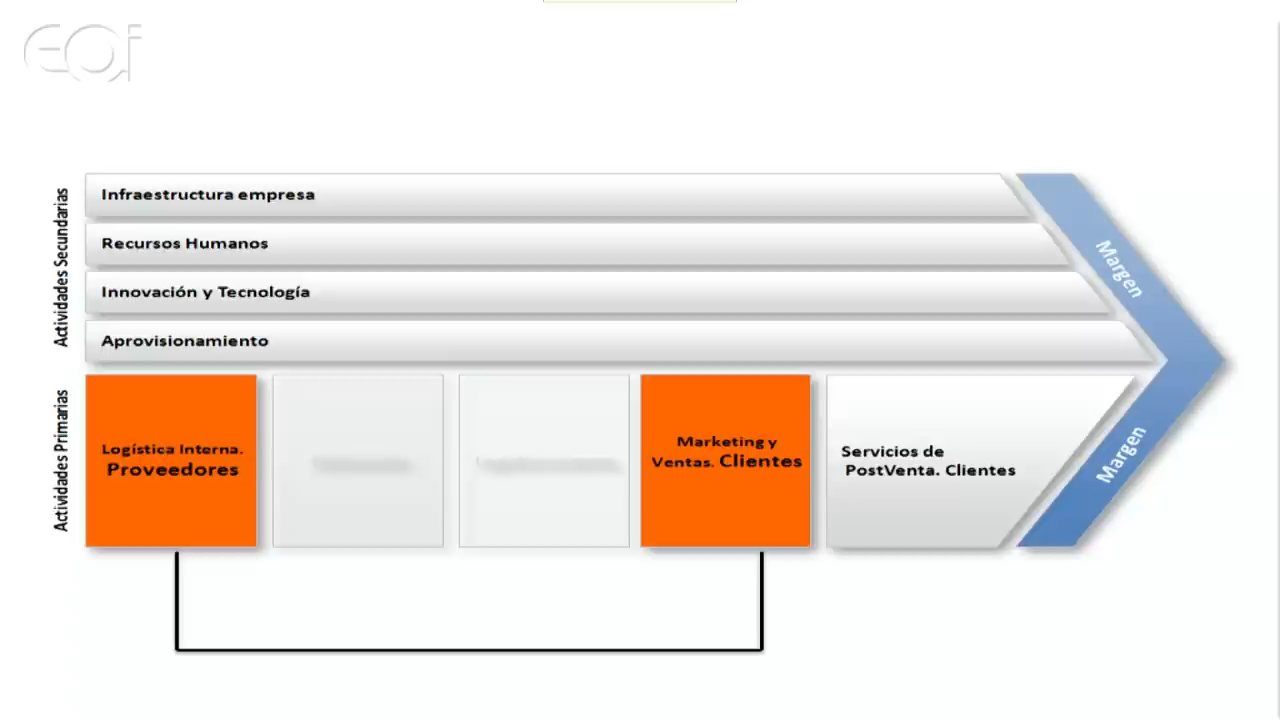 eoi
Actividades Secundarias
Infraestructura empresa
Recursos Humanos
Innovación y Tecnología
Aprovisionamiento
Margen
Actividades Primarias
Logística Interna.
Proveedores
Marketing y
Ventas. Clientes
Servicios de
PostVenta. Clientes
Margen